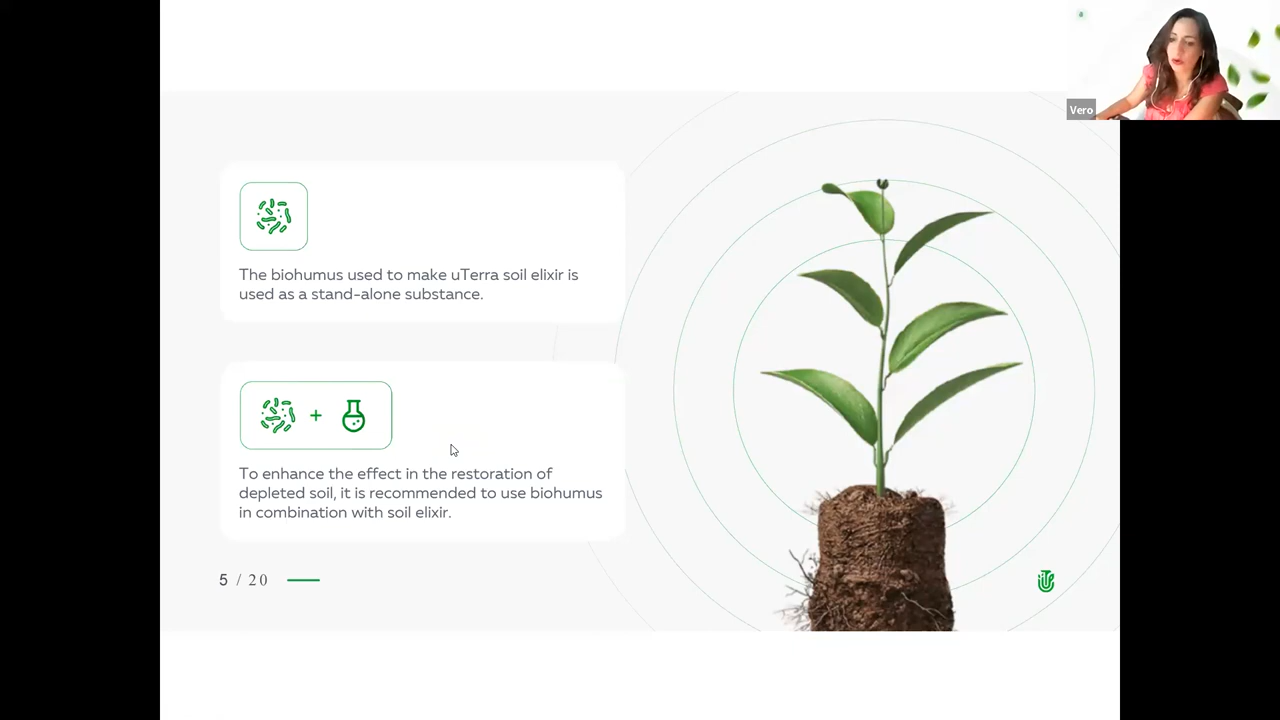 Vero
The biohumus used to make uTerra soil elixir is
used as a stand-alone substance.
+
To enhance the effect in the restoration of
depleted soil, it is recommended to use biohumus
in combination with soil elixir.
5 / 20